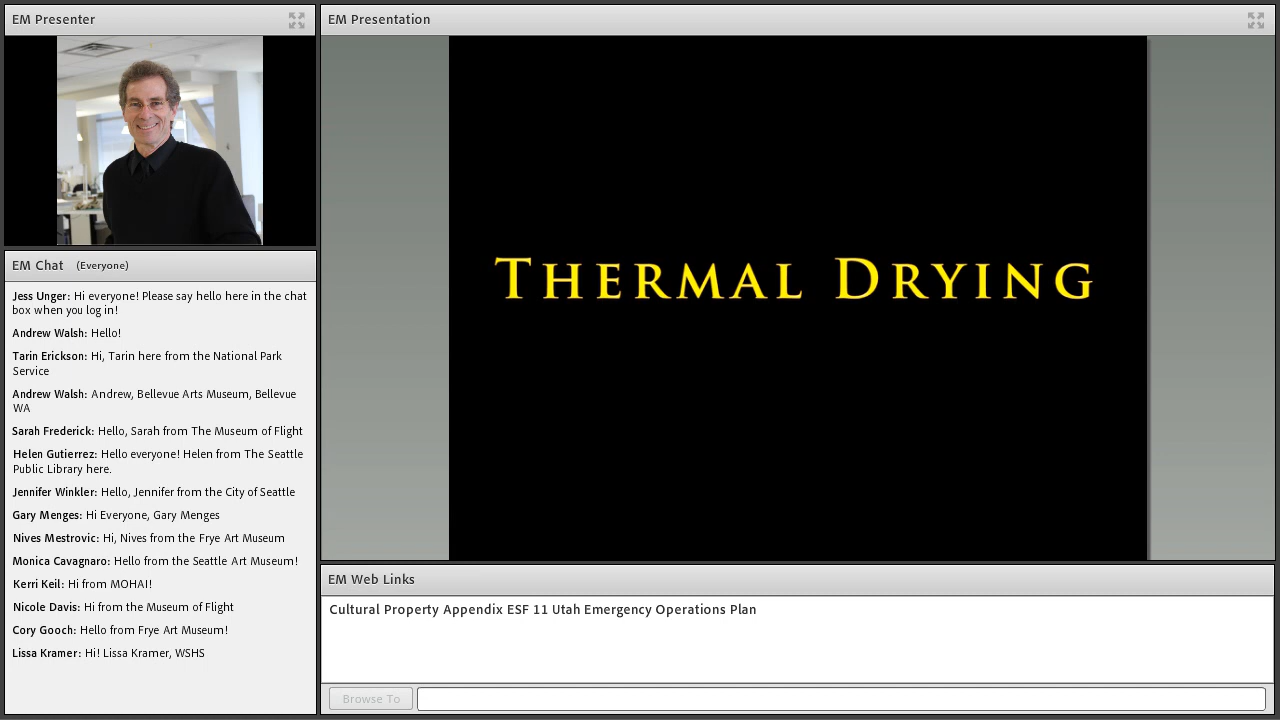 EM Presenter
EM Presentation
THERMAL DRYING
EM Chat (Everyone)
Jess Unger: Hi everyone! Please say hello here in the chat
box when you log in!
Andrew Walsh: Hello!
Tarin Erickson: Hi, Tarin here from the National Park
Service
Andrew Walsh: Andrew, Bellevue Arts Museum, Bellevue
WA
Sarah Frederick: Hello, Sarah from The Museum of Flight
Helen Gutierrez: Hello everyone! Helen from The Seattle
Public Library here.
Jennifer Winkler: Hello, Jennifer from the City of Seattle
Gary Menges: Hi Everyone, Gary Menges
Nives Mestrovic: Hi, Nives from the Frye Art Museum
Monica Cavagnaro: Hello from the Seattle Art Museum!
Kerri Keil: Hi from MOHAI!
Nicole Davis: Hi from the Museum of Flight
Cory Gooch: Hello from Frye Art Museum!
Lissa Kramer: Hi! Lissa Kramer, WSHS
EM Web Links
Cultural Property Appendix ESF 11 Utah Emergency Operations Plan
Browse To